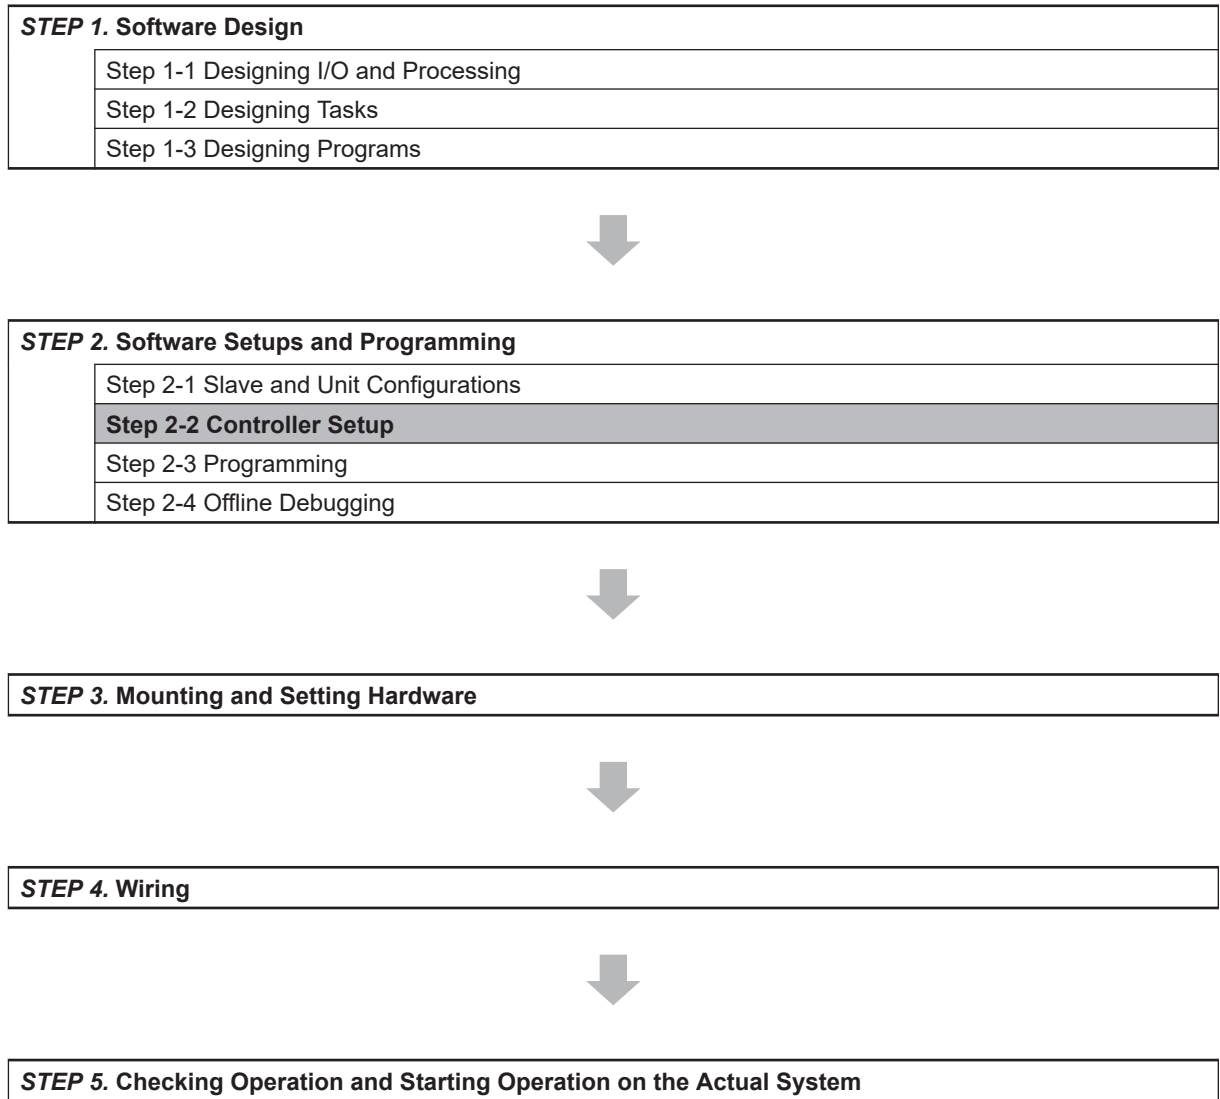 STEP 1. Software Design
Step 1-1 Designing I/O and Processing
Step 1-2 Designing Tasks
Step 1-3 Designing Programs
STEP 2. Software Setups and Programming
Step 2-1 Slave and Unit Configurations
Step 2-2 Controller Setup
Step 2-3 Programming
Step 2-4 Offline Debugging
STEP 3. Mounting and Setting Hardware
STEP 4. Wiring
STEP 5. Checking Operation and Starting Operation on the Actual System